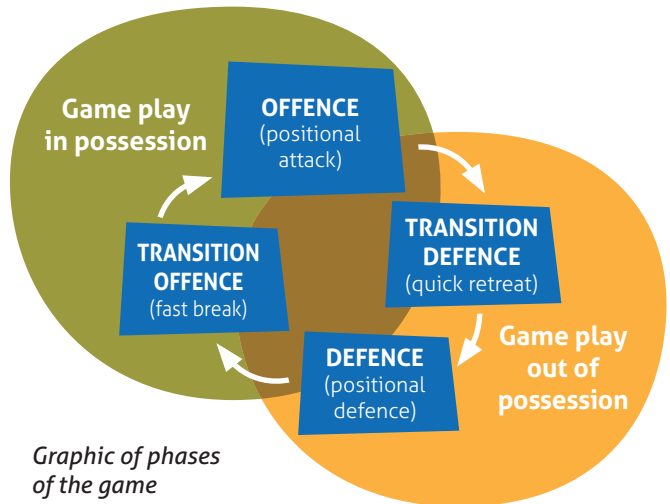 Game play
in possession
OFFENCE
(positional
attack)
TRANSITION
DEFENCE
(quick retreat)
TRANSITION
OFFENCE
(fast break)
DEFENCE
(positional
defence)
Game play
out of
possession
Graphic of phases
of the game